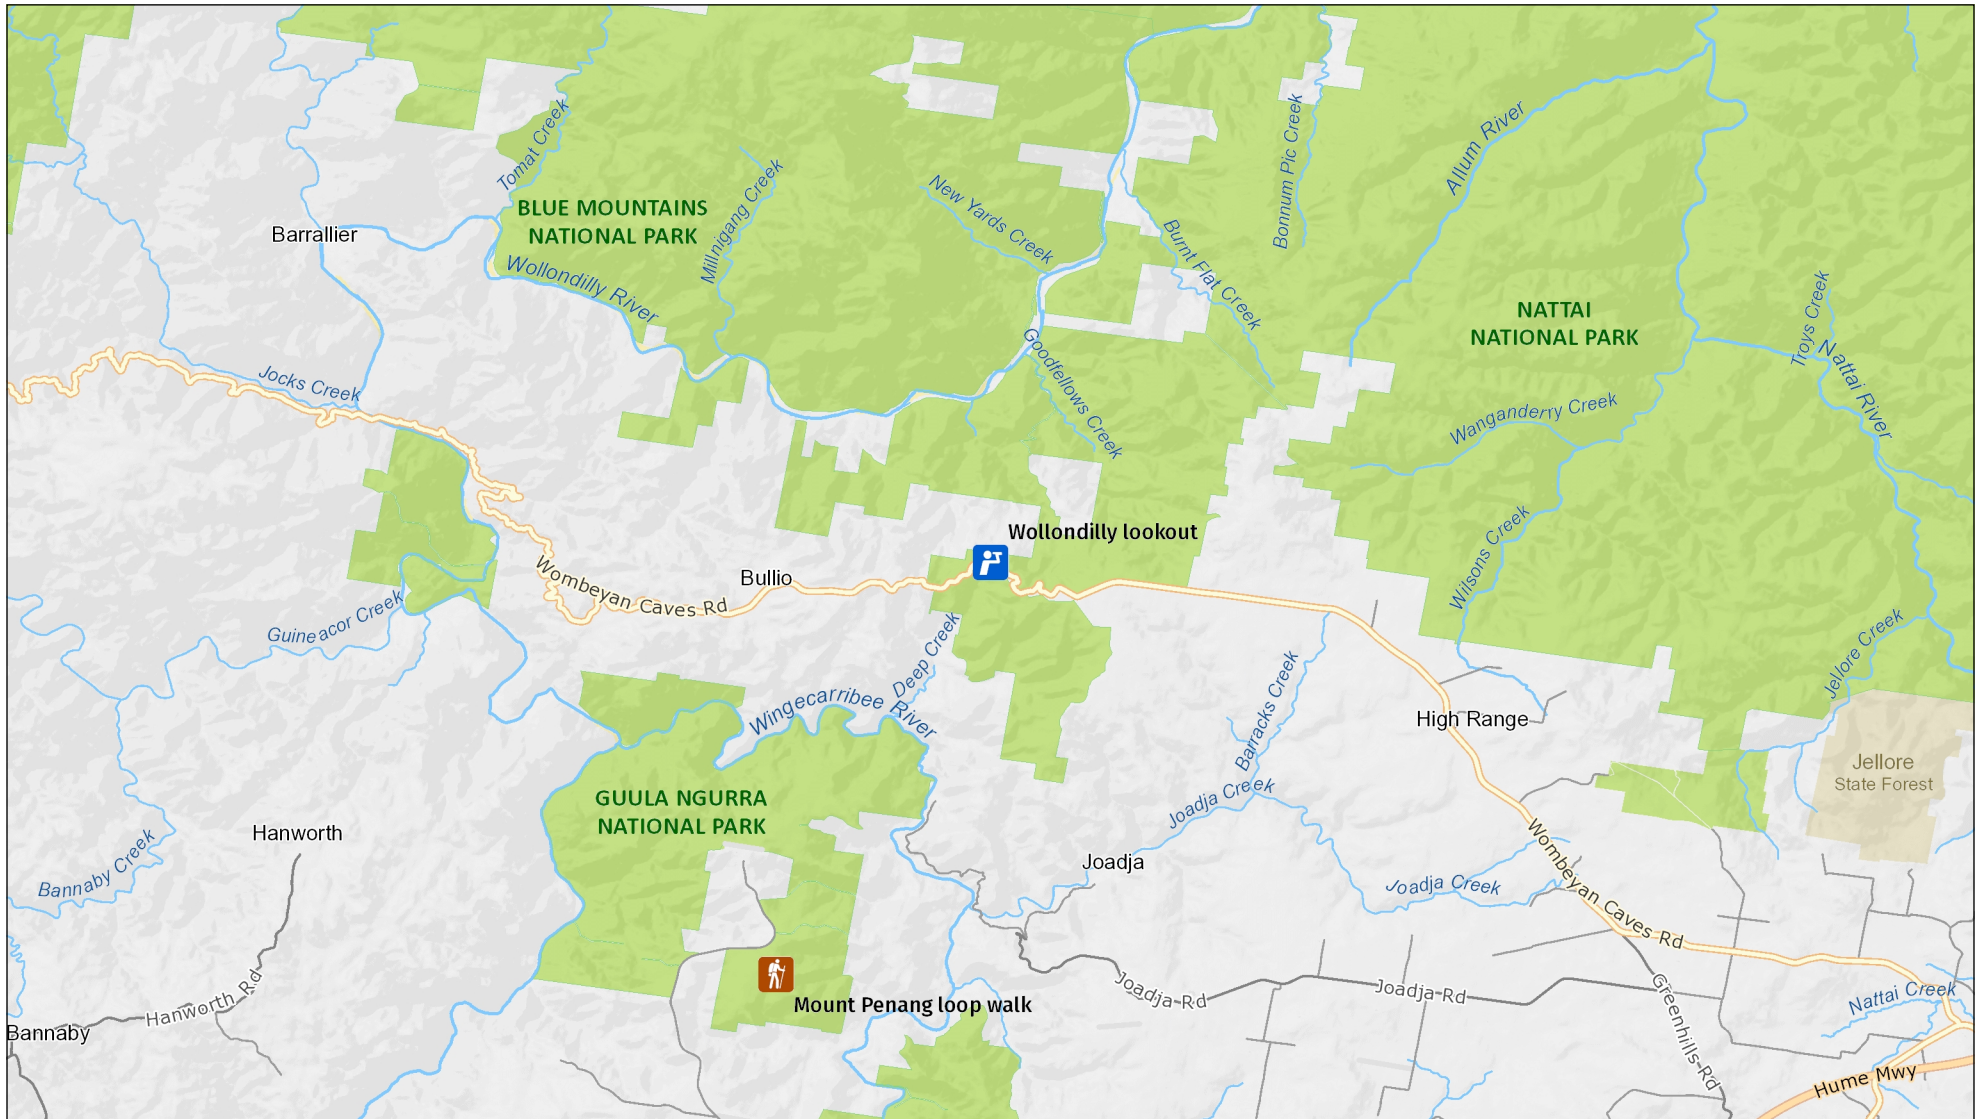 Tomat Creek
Allum River
Bonnum Pic Creek
BLUE MOUNTAINS
NATIONAL PARK
Millnigang Creek
New Yards Creek
Barrallier
Burnt Flat Creek
Wollondilly River
NATTAI
NATIONAL PARK
Troys Creek
Nattai River
Goodfellows Creek
Jocks Creek
Wanganderry Creek
Wollondilly lookout
Wilsons Creek
Bullio
Wombeyan Caves Rd
Guineacor Creek
Deep Creek
Jellore Creek
Wingecarribee River
Barracks Creek
High Range
Jellore
State Forest
GUULA NGURRA
NATIONAL PARK
Joadja Creek
Hanworth
Bannaby Creek
Joadja
Joadja Creek
Wombeyan Caves Rd
Mount Penang loop walk
Hanworth Rd
Joadja Rd
Joadja Rd
Greenhills Rd
Nattai Creek
Bannaby
Hume Mwy